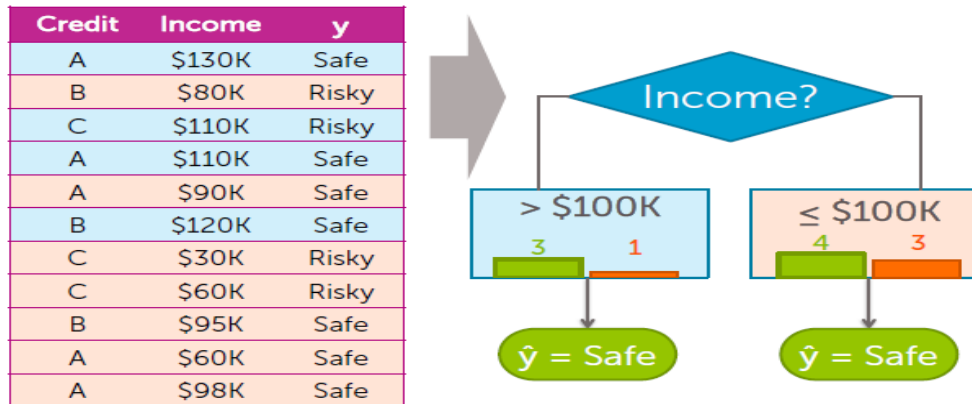 Credit Income y
A $130K Safe
B $80K Risky
C $110K Risky
A $110K Safe
A $90K Safe
B $120K Safe
C $30K Risky
C $60K Risky
B $95K Safe
A $60K Safe
A $98K Safe
Income?
> $100K
3 1
ŷ = Safe
≤ $100K
4 3
ŷ = Safe